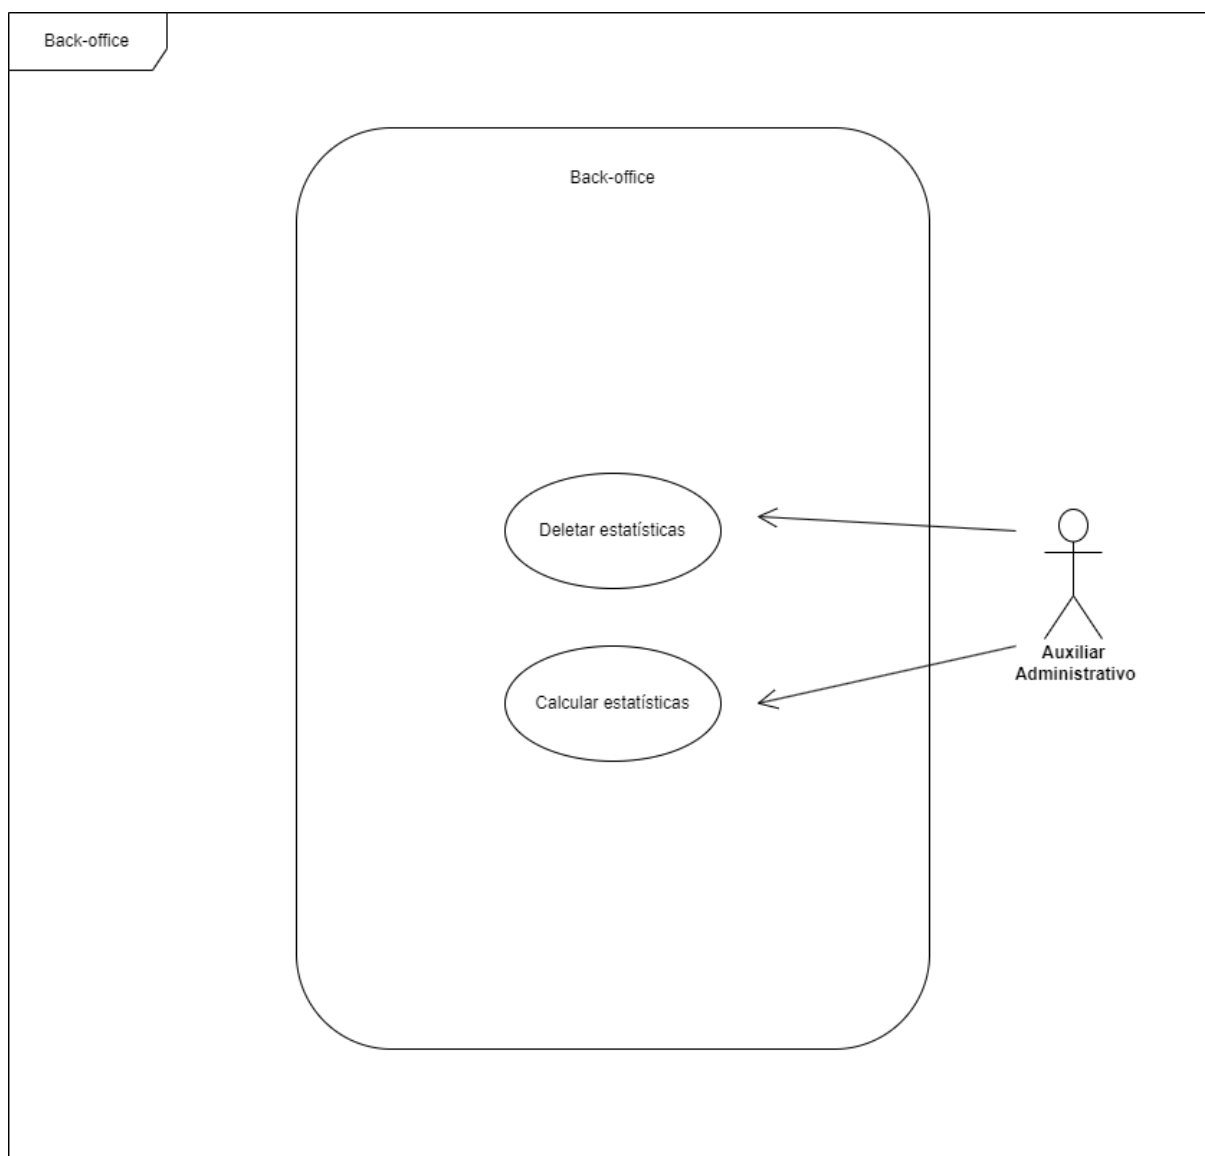 Back-office
Back-office
Deletar estatísticas
Calcular estatísticas
Auxiliar
Administrativo